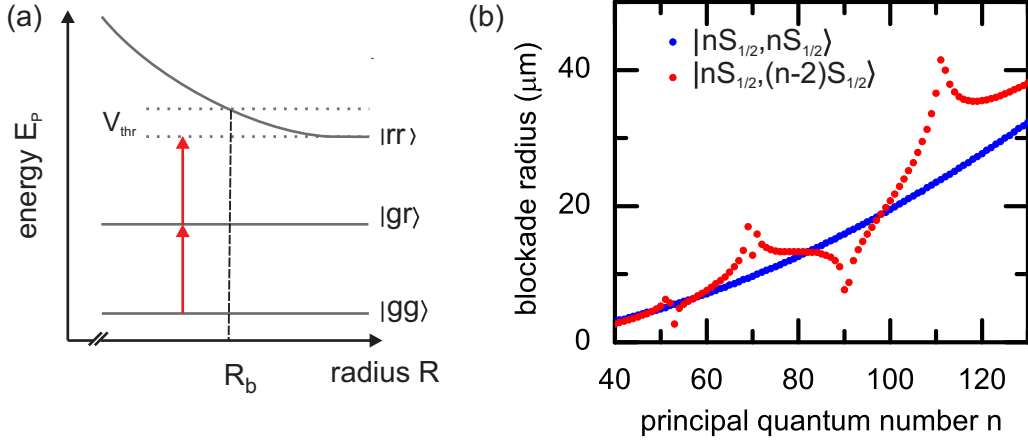 (a)
energy E_P
V_thr
|rr⟩
|gr⟩
|gg⟩
R_b
radius R
(b)
blockade radius (μm)
40
20
0
|nS_1/2,nS_1/2⟩
|nS_1/2,(n-2)S_1/2⟩
40 60 80 100 120
principal quantum number n